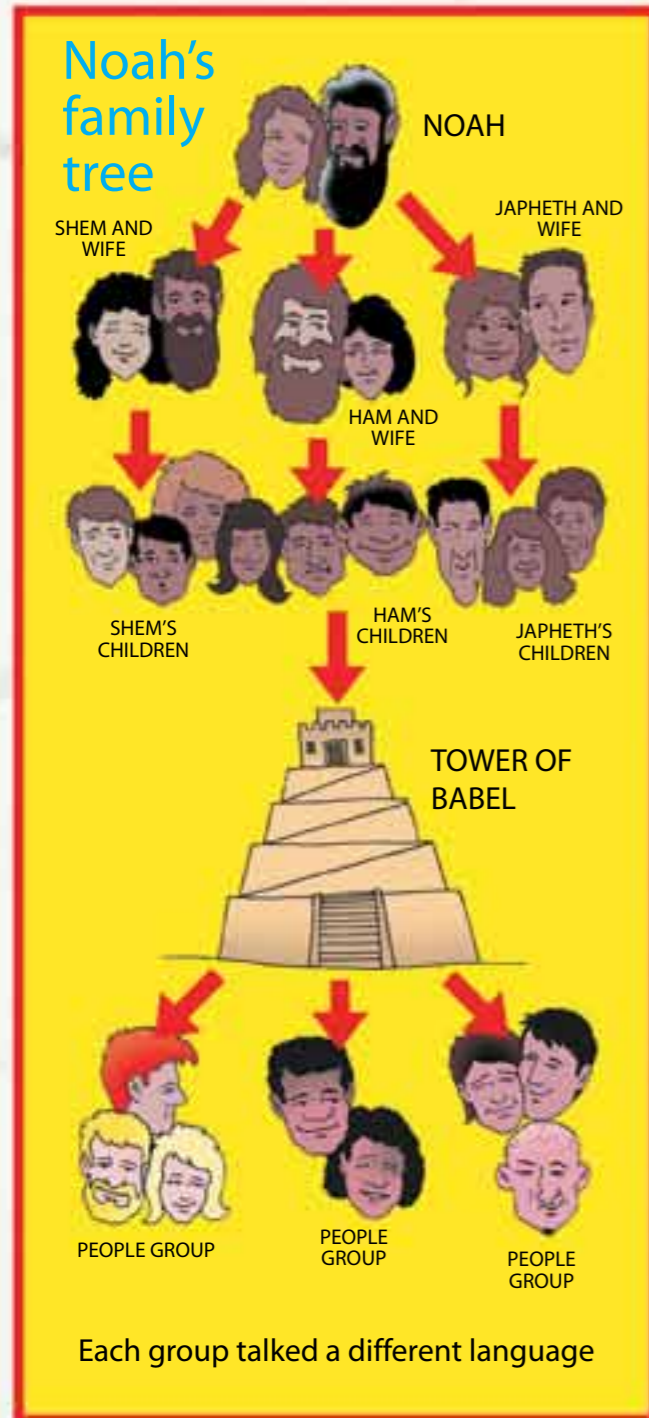 Noah’s
family
tree
NOAH
SHEM AND
WIFE
JAPHETH AND
WIFE
HAM AND
WIFE
SHEM’S
CHILDREN
HAM’S
CHILDREN
JAPHETH’S
CHILDREN
TOWER OF
BABEL
PEOPLE GROUP
PEOPLE
GROUP
PEOPLE
GROUP
Each group talked a different language